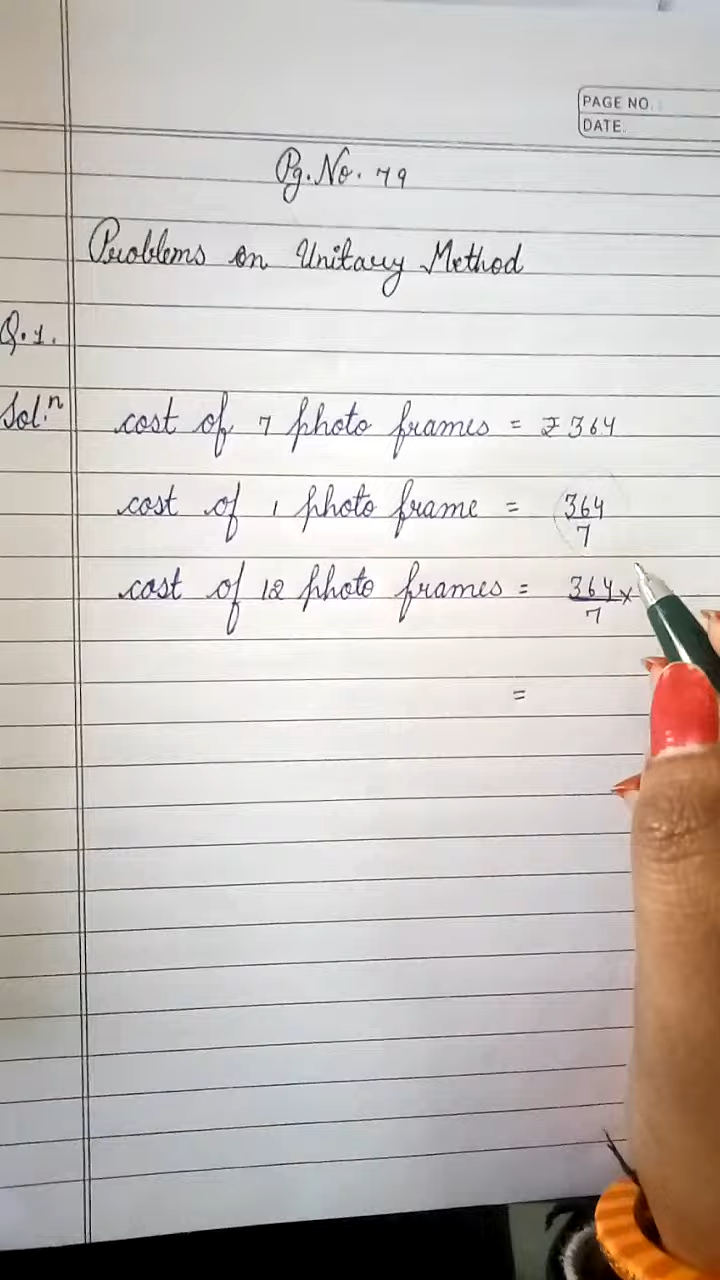 PAGE NO.
DATE.
Pg. No. 79
Problems on Unitary Method
Q.1.
Sol.ⁿ cost of 7 photo frames = ₹ 364
cost of 1 photo frame = 364/7
cost of 12 photo frames = 364/7 ×
=